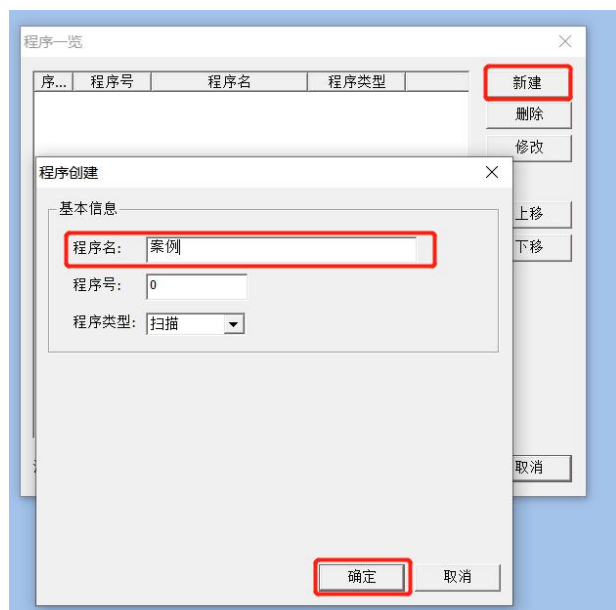 程序一览
序... 程序号 程序名 程序类型
新建
删除
修改
上移
下移
取消
程序创建
基本信息
程序名: 案例
程序号: 0
程序类型: 扫描
确定 取消